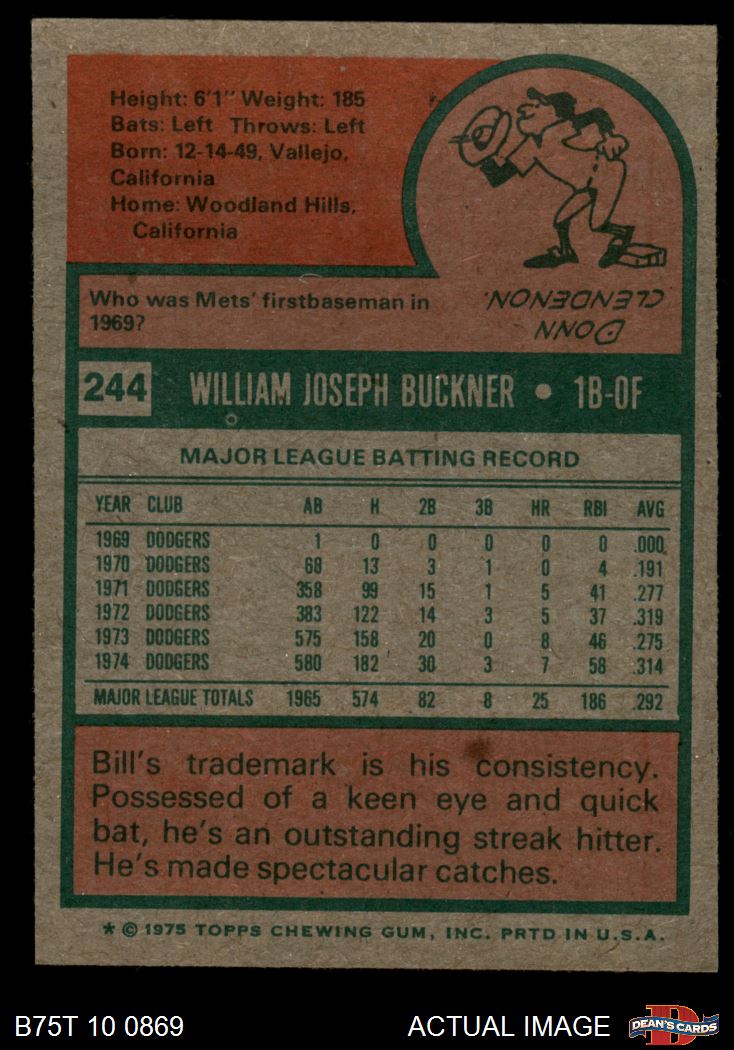 Height: 6'1" Weight: 185
Bats: Left Throws: Left
Born: 12-14-49, Vallejo,
California
Home: Woodland Hills,
California
Who was Mets' firstbaseman in
1969?
DONN
CLENDENON.
244 WILLIAM JOSEPH BUCKNER • 1B-OF
MAJOR LEAGUE BATTING RECORD
YEAR CLUB AB H 2B 3B HR RBI AVG
1969 DODGERS 1 0 0 0 0 0 .000
1970 DODGERS 68 13 3 1 0 4 .191
1971 DODGERS 358 99 15 1 5 41 .277
1972 DODGERS 383 122 14 3 5 37 .319
1973 DODGERS 575 158 20 0 8 46 .275
1974 DODGERS 580 182 30 3 7 58 .314
MAJOR LEAGUE TOTALS 1965 574 82 8 25 186 .292
Bill's trademark is his consistency.
Possessed of a keen eye and quick
bat, he's an outstanding streak hitter.
He's made spectacular catches.
* © 1975 TOPPS CHEWING GUM, INC. PRTD IN U.S.A.
B75T 10 0869 ACTUAL IMAGE DEAN'S CARDS